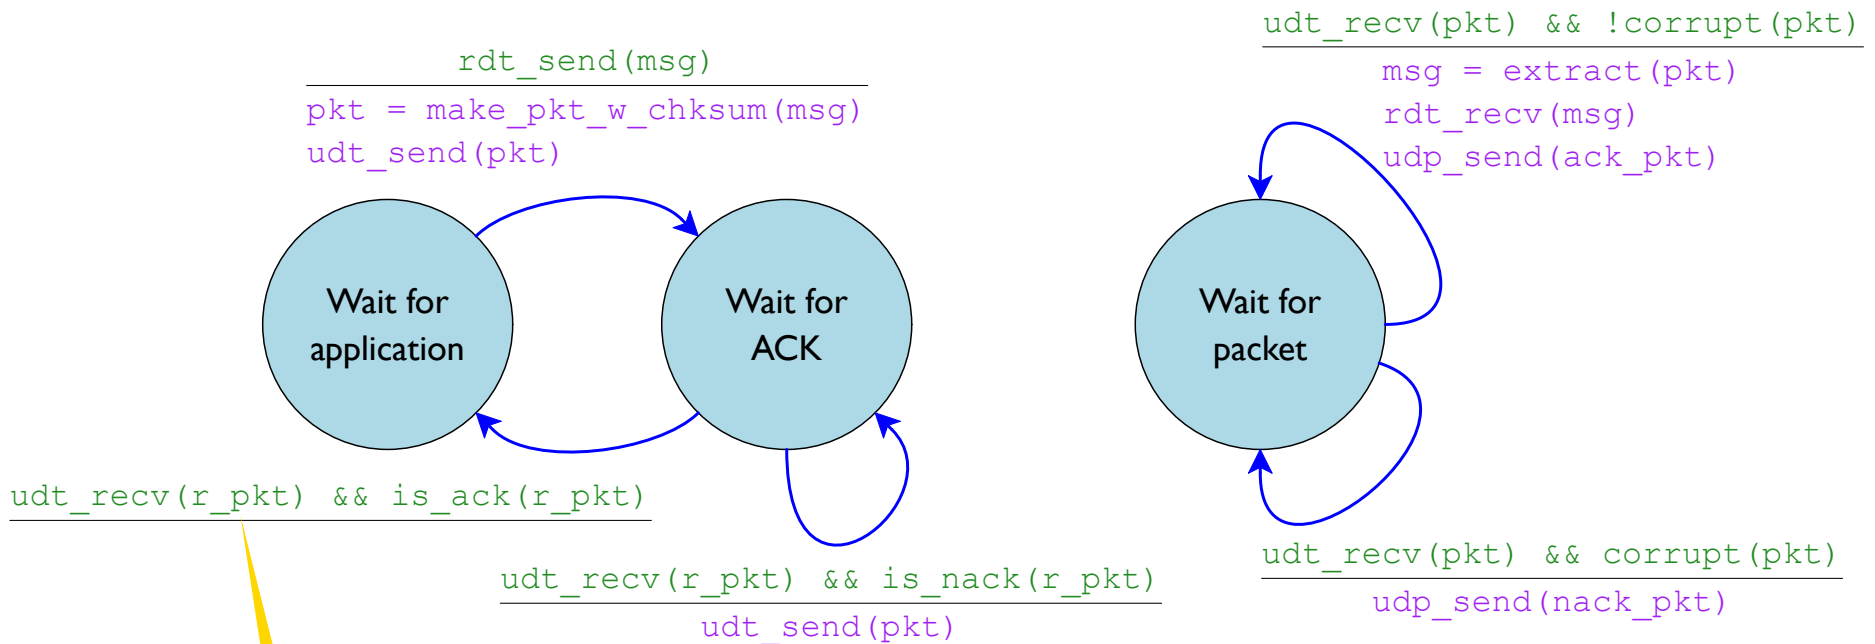 rdt_send(msg)
pkt = make_pkt_w_chksum(msg)
udt_send(pkt)
Wait for
application
Wait for
ACK
udt_recv(r_pkt) && is_ack(r_pkt)
udt_recv(r_pkt) && is_nack(r_pkt)
udt_send(pkt)
udt_recv(pkt) && !corrupt(pkt)
msg = extract(pkt)
rdt_recv(msg)
udp_send(ack_pkt)
Wait for
packet
udt_recv(pkt) && corrupt(pkt)
udp_send(nack_pkt)